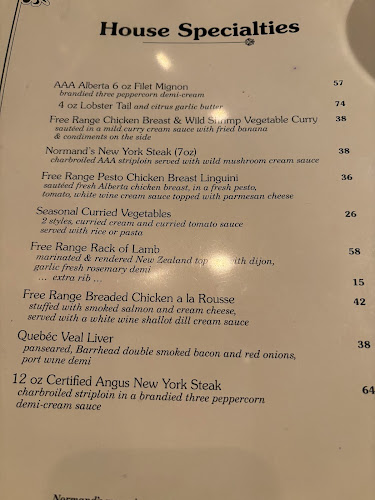 House Specialties
AAA Alberta 6 oz Filet Mignon 57
brandied three peppercorn demi-cream
4 oz Lobster Tail and citrus garlic butter 74
Free Range Chicken Breast & Wild Shrimp Vegetable Curry 38
sautéed in a mild curry cream sauce with fried banana
& condiments on the side
Normand's New York Steak (7oz) 38
charbroiled AAA striploin served with wild mushroom cream sauce
Free Range Pesto Chicken Breast Linguini 36
sautéed fresh Alberta chicken breast, in a fresh pesto,
tomato, white wine cream sauce topped with parmesan cheese
Seasonal Curried Vegetables 26
2 styles, curried cream and curried tomato sauce
served with rice or pasta
Free Range Rack of Lamb 58
marinated & rendered New Zealand with dijon,
garlic fresh rosemary demi
... extra rib ... 15
Free Range Breaded Chicken a la Rousse 42
stuffed with smoked salmon and cream cheese,
served with a white wine shallot dill cream sauce
Quebéc Veal Liver 38
panseared, Barrhead double smoked bacon and red onions,
port wine demi
12 oz Certified Angus New York Steak 64
charbroiled striploin in a brandied three peppercorn
demi-cream sauce